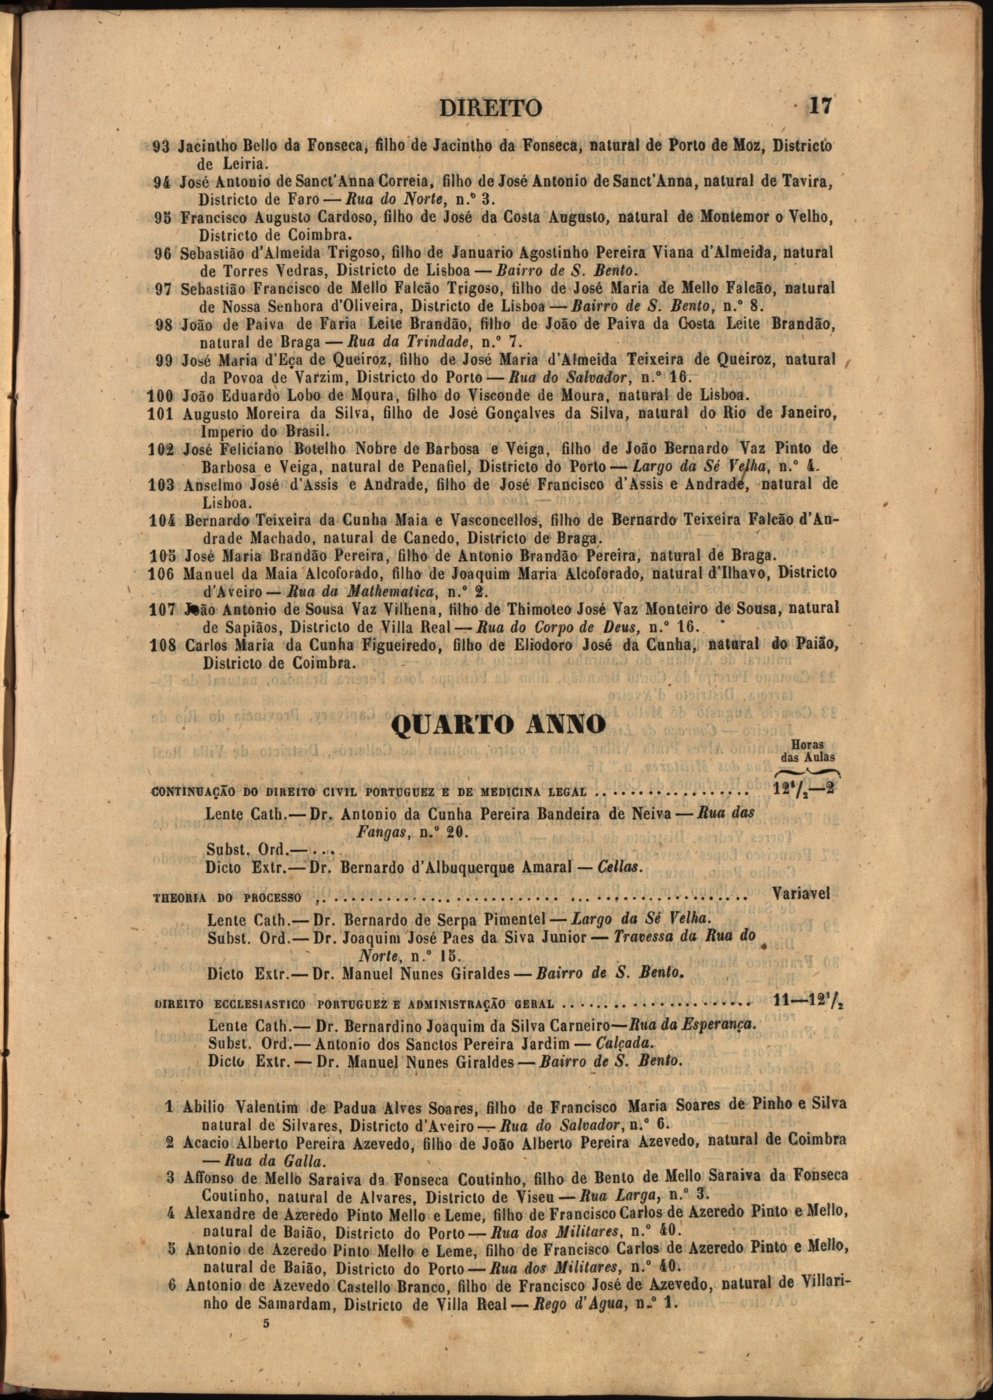 DIREITO 17
93 Jacintho Bello da Fonseca, filho de Jacintho da Fonseca, natural de Porto de Moz, Districto
de Leiria.
94 José Antonio de Sanct'Anna Correia, filho de José Antonio de Sanct'Anna, natural de Tavira,
Districto de Faro — Rua do Norte, n.º 3.
95 Francisco Augusto Cardoso, filho de José da Costa Augusto, natural de Montemor o Velho,
Districto de Coimbra.
96 Sebastião d'Almeida Trigoso, filho de Januario Agostinho Pereira Viana d'Almeida, natural
de Torres Vedras, Districto de Lisboa — Bairro de S. Bento.
97 Sebastião Francisco de Mello Falcão Trigoso, filho de José Maria de Mello Falcão, natural
de Nossa Senhora d'Oliveira, Districto de Lisboa — Bairro de S. Bento, n.º 8.
98 João de Paiva de Faria Leite Brandão, filho de João de Paiva da Costa Leite Brandão,
natural de Braga — Rua da Trindade, n.º 7.
99 José Maria d'Eça de Queiroz, filho de José Maria d'Almeida Teixeira de Queiroz, natural
da Povoa de Varzim, Districto do Porto — Rua do Salvador, n.º 16.
100 João Eduardo Lobo de Moura, filho do Visconde de Moura, natural de Lisboa.
101 Augusto Moreira da Silva, filho de José Gonçalves da Silva, natural do Rio de Janeiro,
Imperio do Brasil.
102 José Feliciano Botelho Nobre de Barbosa e Veiga, filho de João Bernardo Vaz Pinto de
Barbosa e Veiga, natural de Penafiel, Districto do Porto — Largo da Sé Velha, n.º 4.
103 Anselmo José d'Assis e Andrade, filho de José Francisco d'Assis e Andrade, natural de
Lisboa.
104 Bernardo Teixeira da Cunha Maia e Vasconcellos, filho de Bernardo Teixeira Falcão d'An-
drade Machado, natural de Canedo, Districto de Braga.
105 José Maria Brandão Pereira, filho de Antonio Brandão Pereira, natural de Braga.
106 Manuel da Maia Alcoforado, filho de Joaquim Maria Alcoforado, natural d'Ilhavo, Districto
d'Aveiro — Rua da Mathematica, n.º 2.
107 João Antonio de Sousa Vaz Vilhena, filho de Thimoteo José Vaz Monteiro de Sousa, natural
de Sapiãos, Districto de Villa Real — Rua do Corpo de Deus, n.º 16.
108 Carlos Maria da Cunha Figueiredo, filho de Eliodoro José da Cunha, natural do Paião,
Districto de Coimbra.
QUARTO ANNO
Horas
das Aulas
CONTINUAÇÃO DO DIREITO CIVIL PORTUGUEZ E DE MEDICINA LEGAL ................. 12½—2
Lente Cath.—Dr. Antonio da Cunha Pereira Bandeira de Neiva — Rua das
Fangas, n.º 20.
Subst. Ord.— ...
Dicto Extr.—Dr. Bernardo d'Albuquerque Amaral — Cellas.
THEORIA DO PROCESSO ................................................ Variavel
Lente Cath.—Dr. Bernardo de Serpa Pimentel — Largo da Sé Velha.
Subst. Ord.—Dr. Joaquim José Paes da Siva Junior — Travessa da Rua do
Norte, n.º 15.
Dicto Extr.—Dr. Manuel Nunes Giraldes — Bairro de S. Bento.
DIREITO ECCLESIASTICO PORTUGUEZ E ADMINISTRAÇÃO GERAL ..................... 11—12½
Lente Cath.— Dr. Bernardino Joaquim da Silva Carneiro—Rua da Esperança.
Subst. Ord.— Antonio dos Sanctos Pereira Jardim — Calçada.
Dicto Extr. — Dr. Manuel Nunes Giraldes — Bairro de S. Bento.
1 Abilio Valentim de Padua Alves Soares, filho de Francisco Maria Soares de Pinho e Silva
natural de Silvares, Districto d'Aveiro — Rua do Salvador, n.º 6.
2 Acacio Alberto Pereira Azevedo, filho de João Alberto Pereira Azevedo, natural de Coimbra
— Rua da Galla.
3 Affonso de Mello Saraiva da Fonseca Coutinho, filho de Bento de Mello Saraiva da Fonseca
Coutinho, natural de Alvares, Districto de Viseu — Rua Larga, n.º 3.
4 Alexandre de Azeredo Pinto Mello e Leme, filho de Francisco Carlos de Azeredo Pinto e Mello,
natural de Baião, Districto do Porto — Rua dos Militares, n.º 40.
5 Antonio de Azeredo Pinto Mello e Leme, filho de Francisco Carlos de Azeredo Pinto e Mello,
natural de Baião, Districto do Porto — Rua dos Militares, n.º 40.
6 Antonio de Azevedo Castello Branco, filho de Francisco José de Azevedo, natural de Villari-
nho de Samardam, Districto de Villa Real — Rego d'Agua, n.º 1.
5